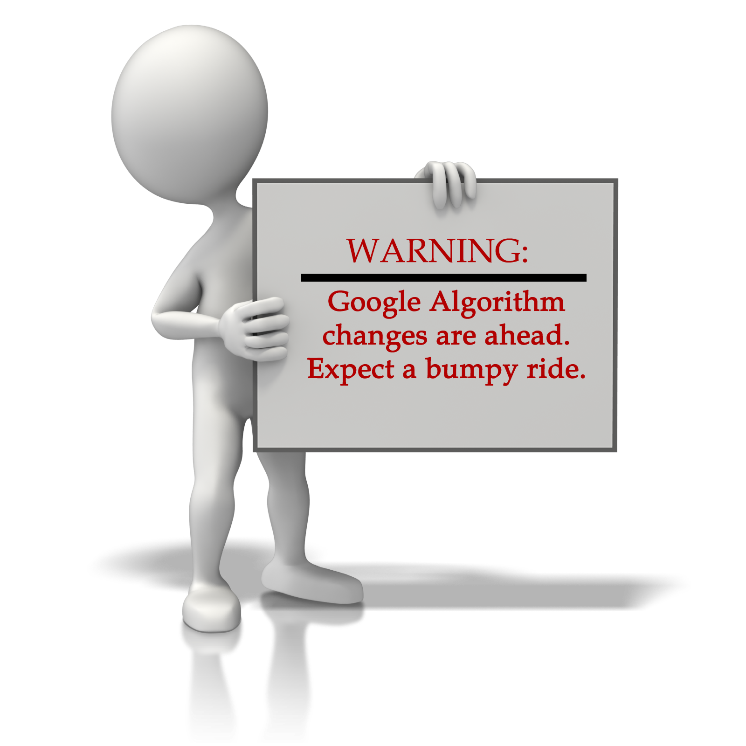 WARNING:
Google Algorithm
changes are ahead.
Expect a bumpy ride.